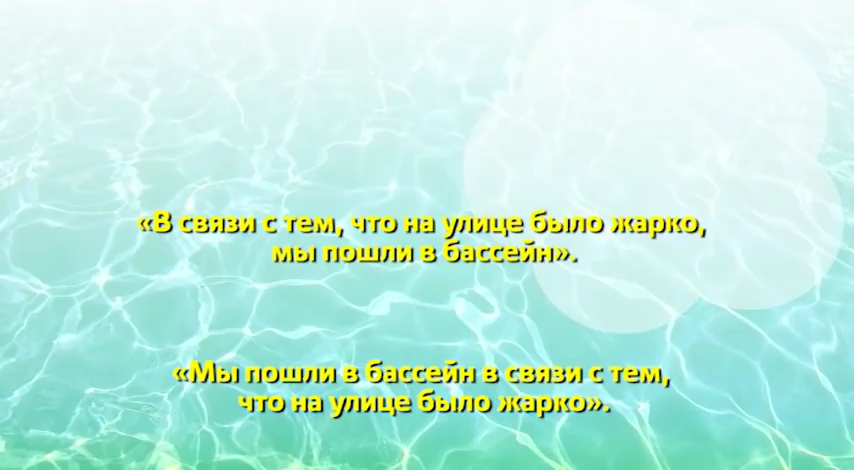 «В связи с тем, что на улице было жарко,
мы пошли в бассейн».
«Мы пошли в бассейн в связи с тем,
что на улице было жарко».